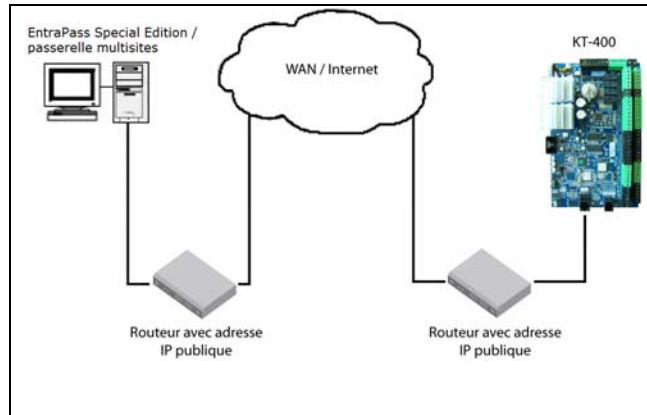 EntraPass Special Edition /
passerelle multisites
WAN / Internet
KT-400
Routeur avec adresse
IP publique
Routeur avec adresse
IP publique